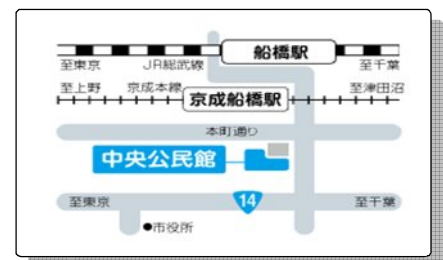 船橋駅
至東京 JR総武線 至千葉
至上野 京成本線 至津田沼
京成船橋駅
本町通り
中央公民館
至東京 14 至千葉
●市役所